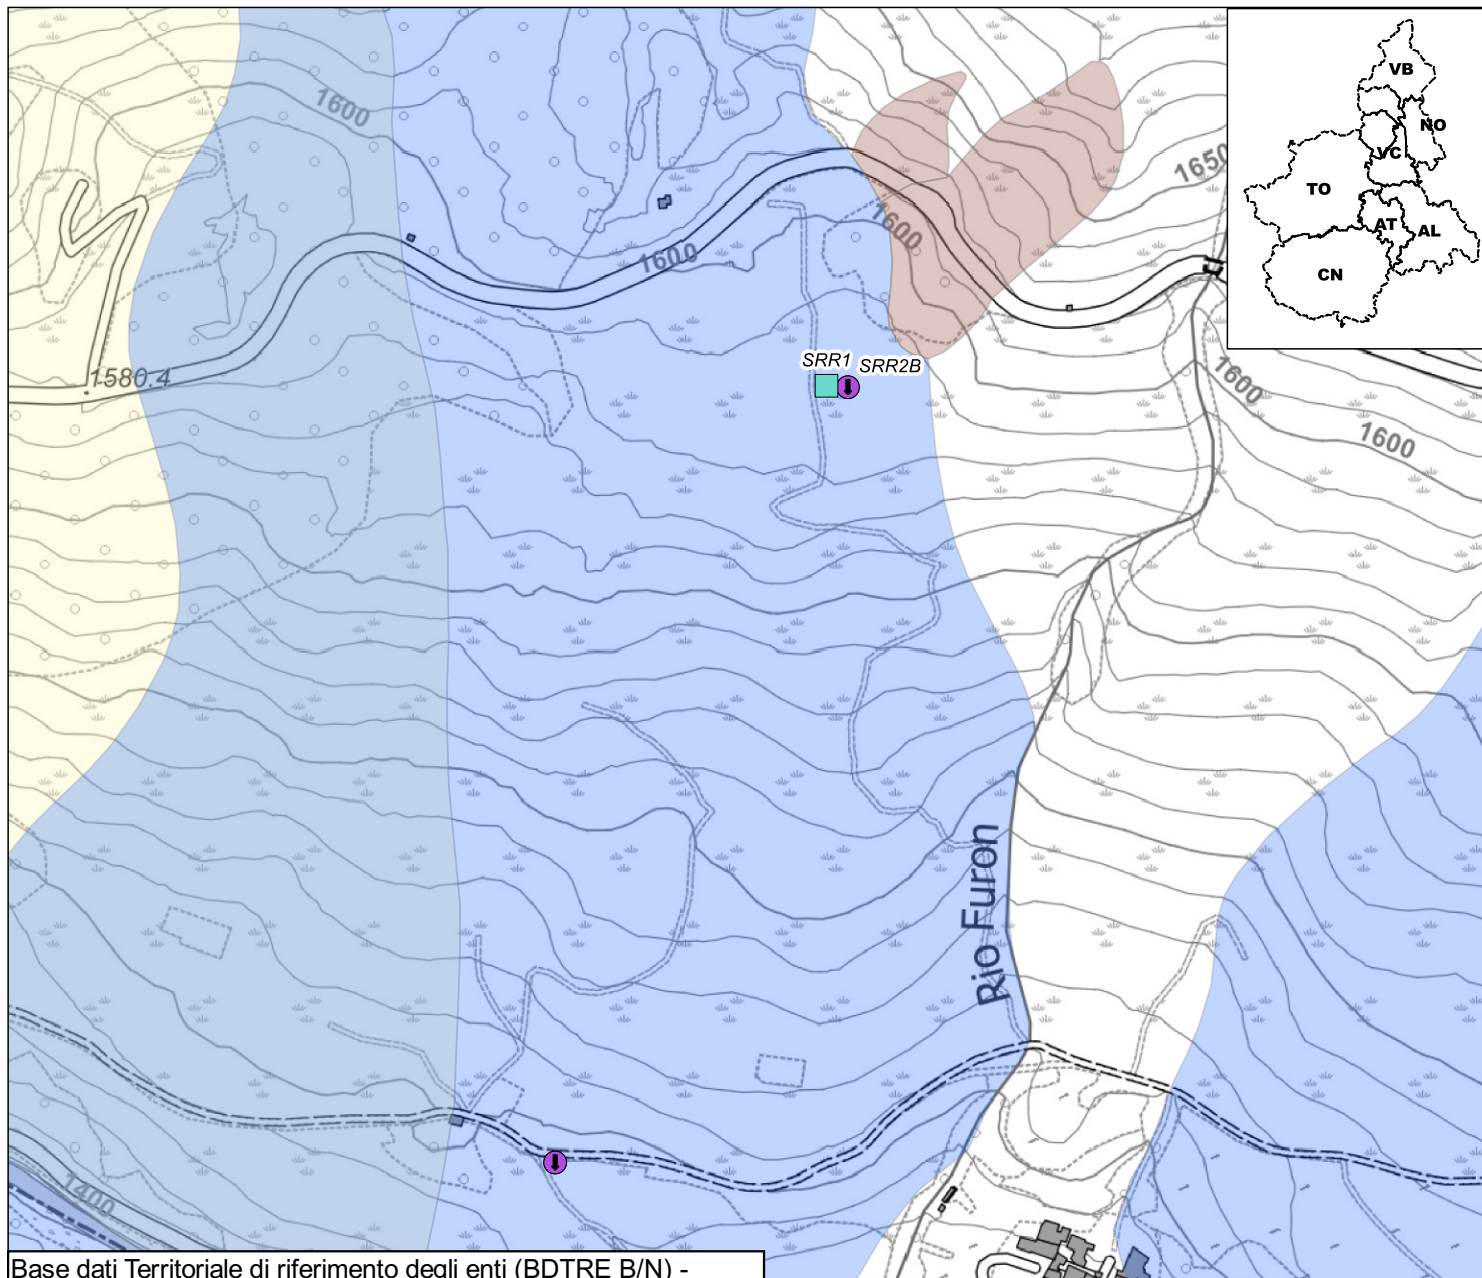 VB
NO
VC
TO
AT
AL
CN
1600
1650
1600
1600
1580.4
SRR1
SRR2B
1600
1600
Rio Furon
1400
Base dati Territoriale di riferimento degli enti (BDTRE B/N) -